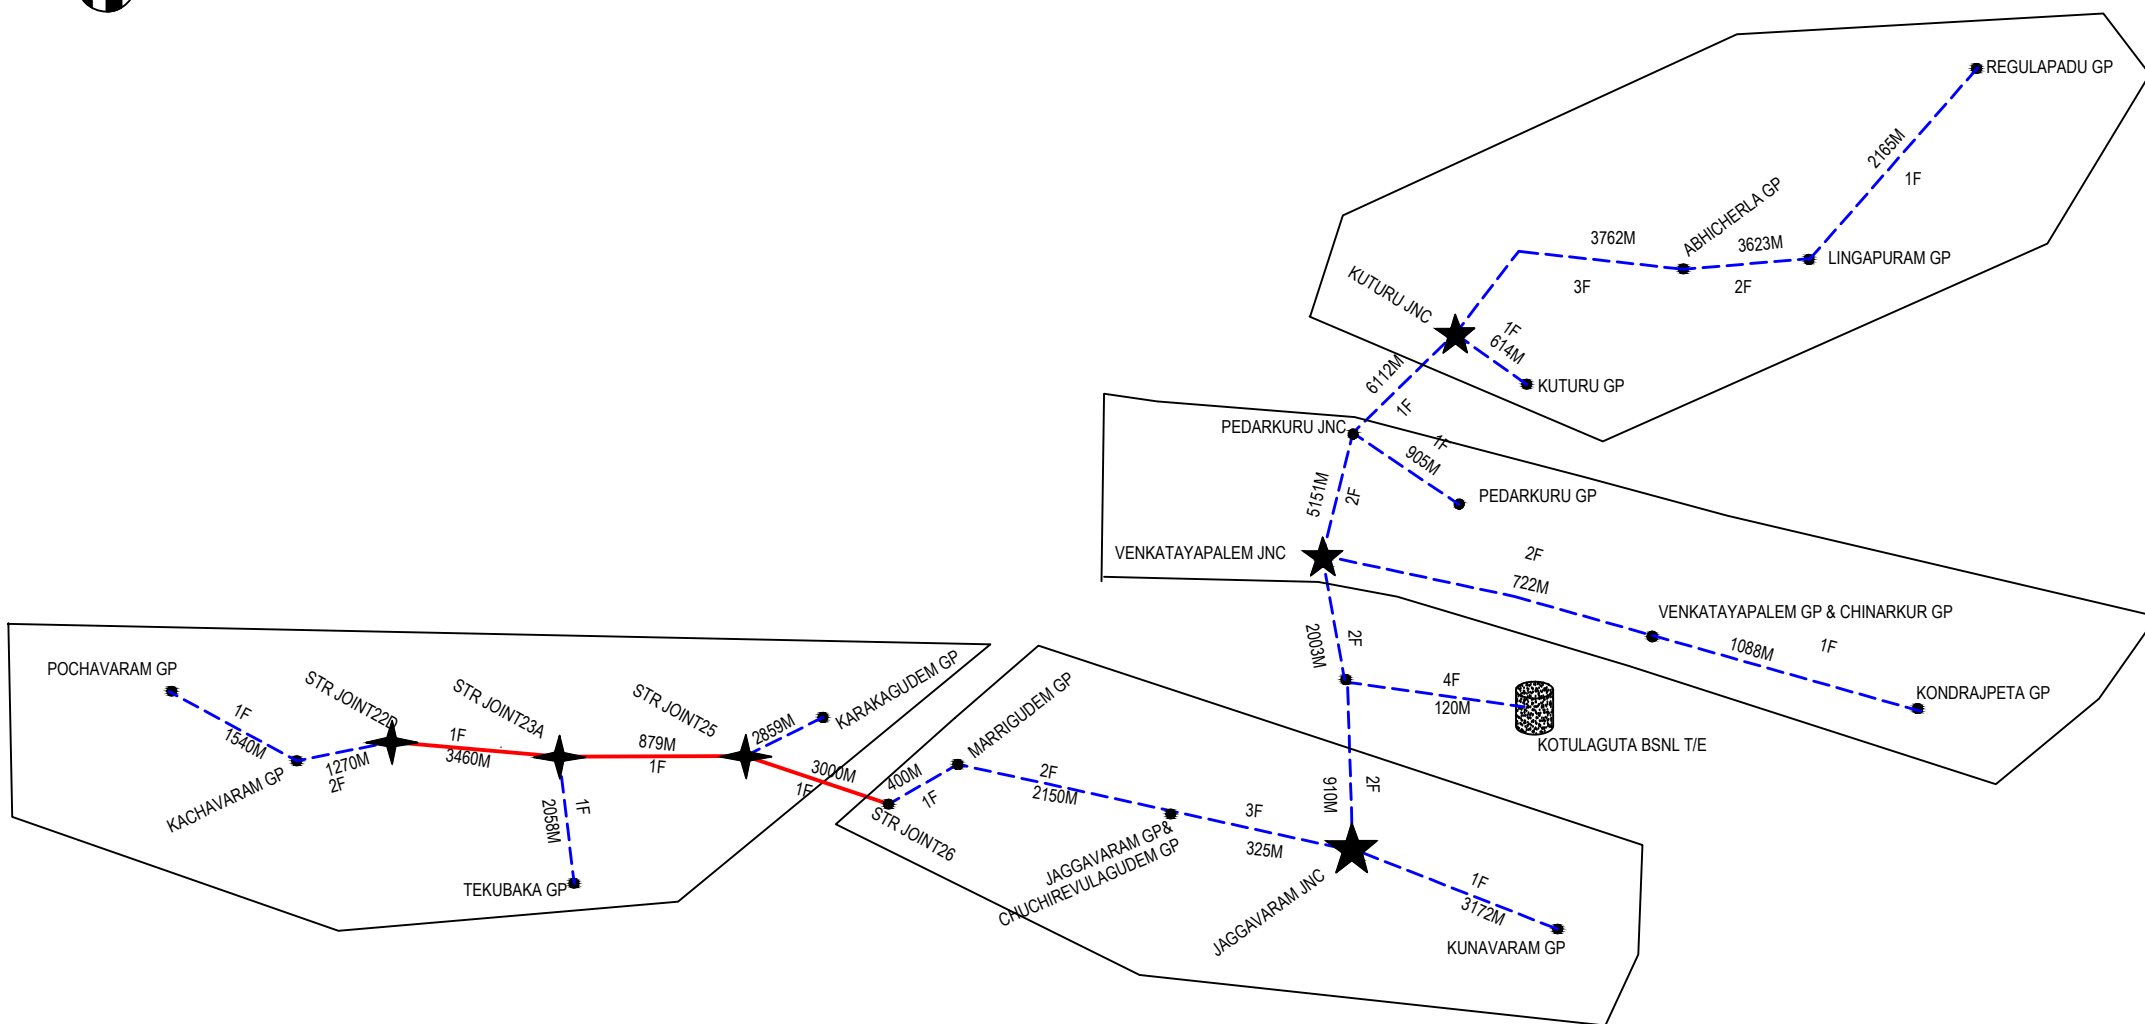 REGULAPADU GP
2165M
1F
ABHICHERLA GP
3762M
3F
3623M
2F
LINGAPURAM GP
KUTURU JNC
1F
614M
KUTURU GP
6112M
1F
PEDARKURU JNC
1F
905M
PEDARKURU GP
5151M
2F
VENKATAYAPALEM JNC
2F
722M
VENKATAYAPALEM GP & CHINARKUR GP
1088M
1F
KONDRAJPETA GP
2003M
2F
4F
120M
KOTULAGUTA BSNL T/E
910M
2F
POCHAVARAM GP
1F
1540M
KACHAVARAM GP
1270M
2F
STR JOINT22D
1F
3460M
STR JOINT23A
2058M
1F
TEKUBAKA GP
879M
1F
STR JOINT25
2859M
KARAKAGUDEM GP
3000M
1F
STR JOINT26
400M
1F
MARRIGUDEM GP
2F
2150M
JAGGAVARAM GP&
CHUCHIREVULAGUDEM GP
3F
325M
JAGGAVARAM JNC
1F
3172M
KUNAVARAM GP